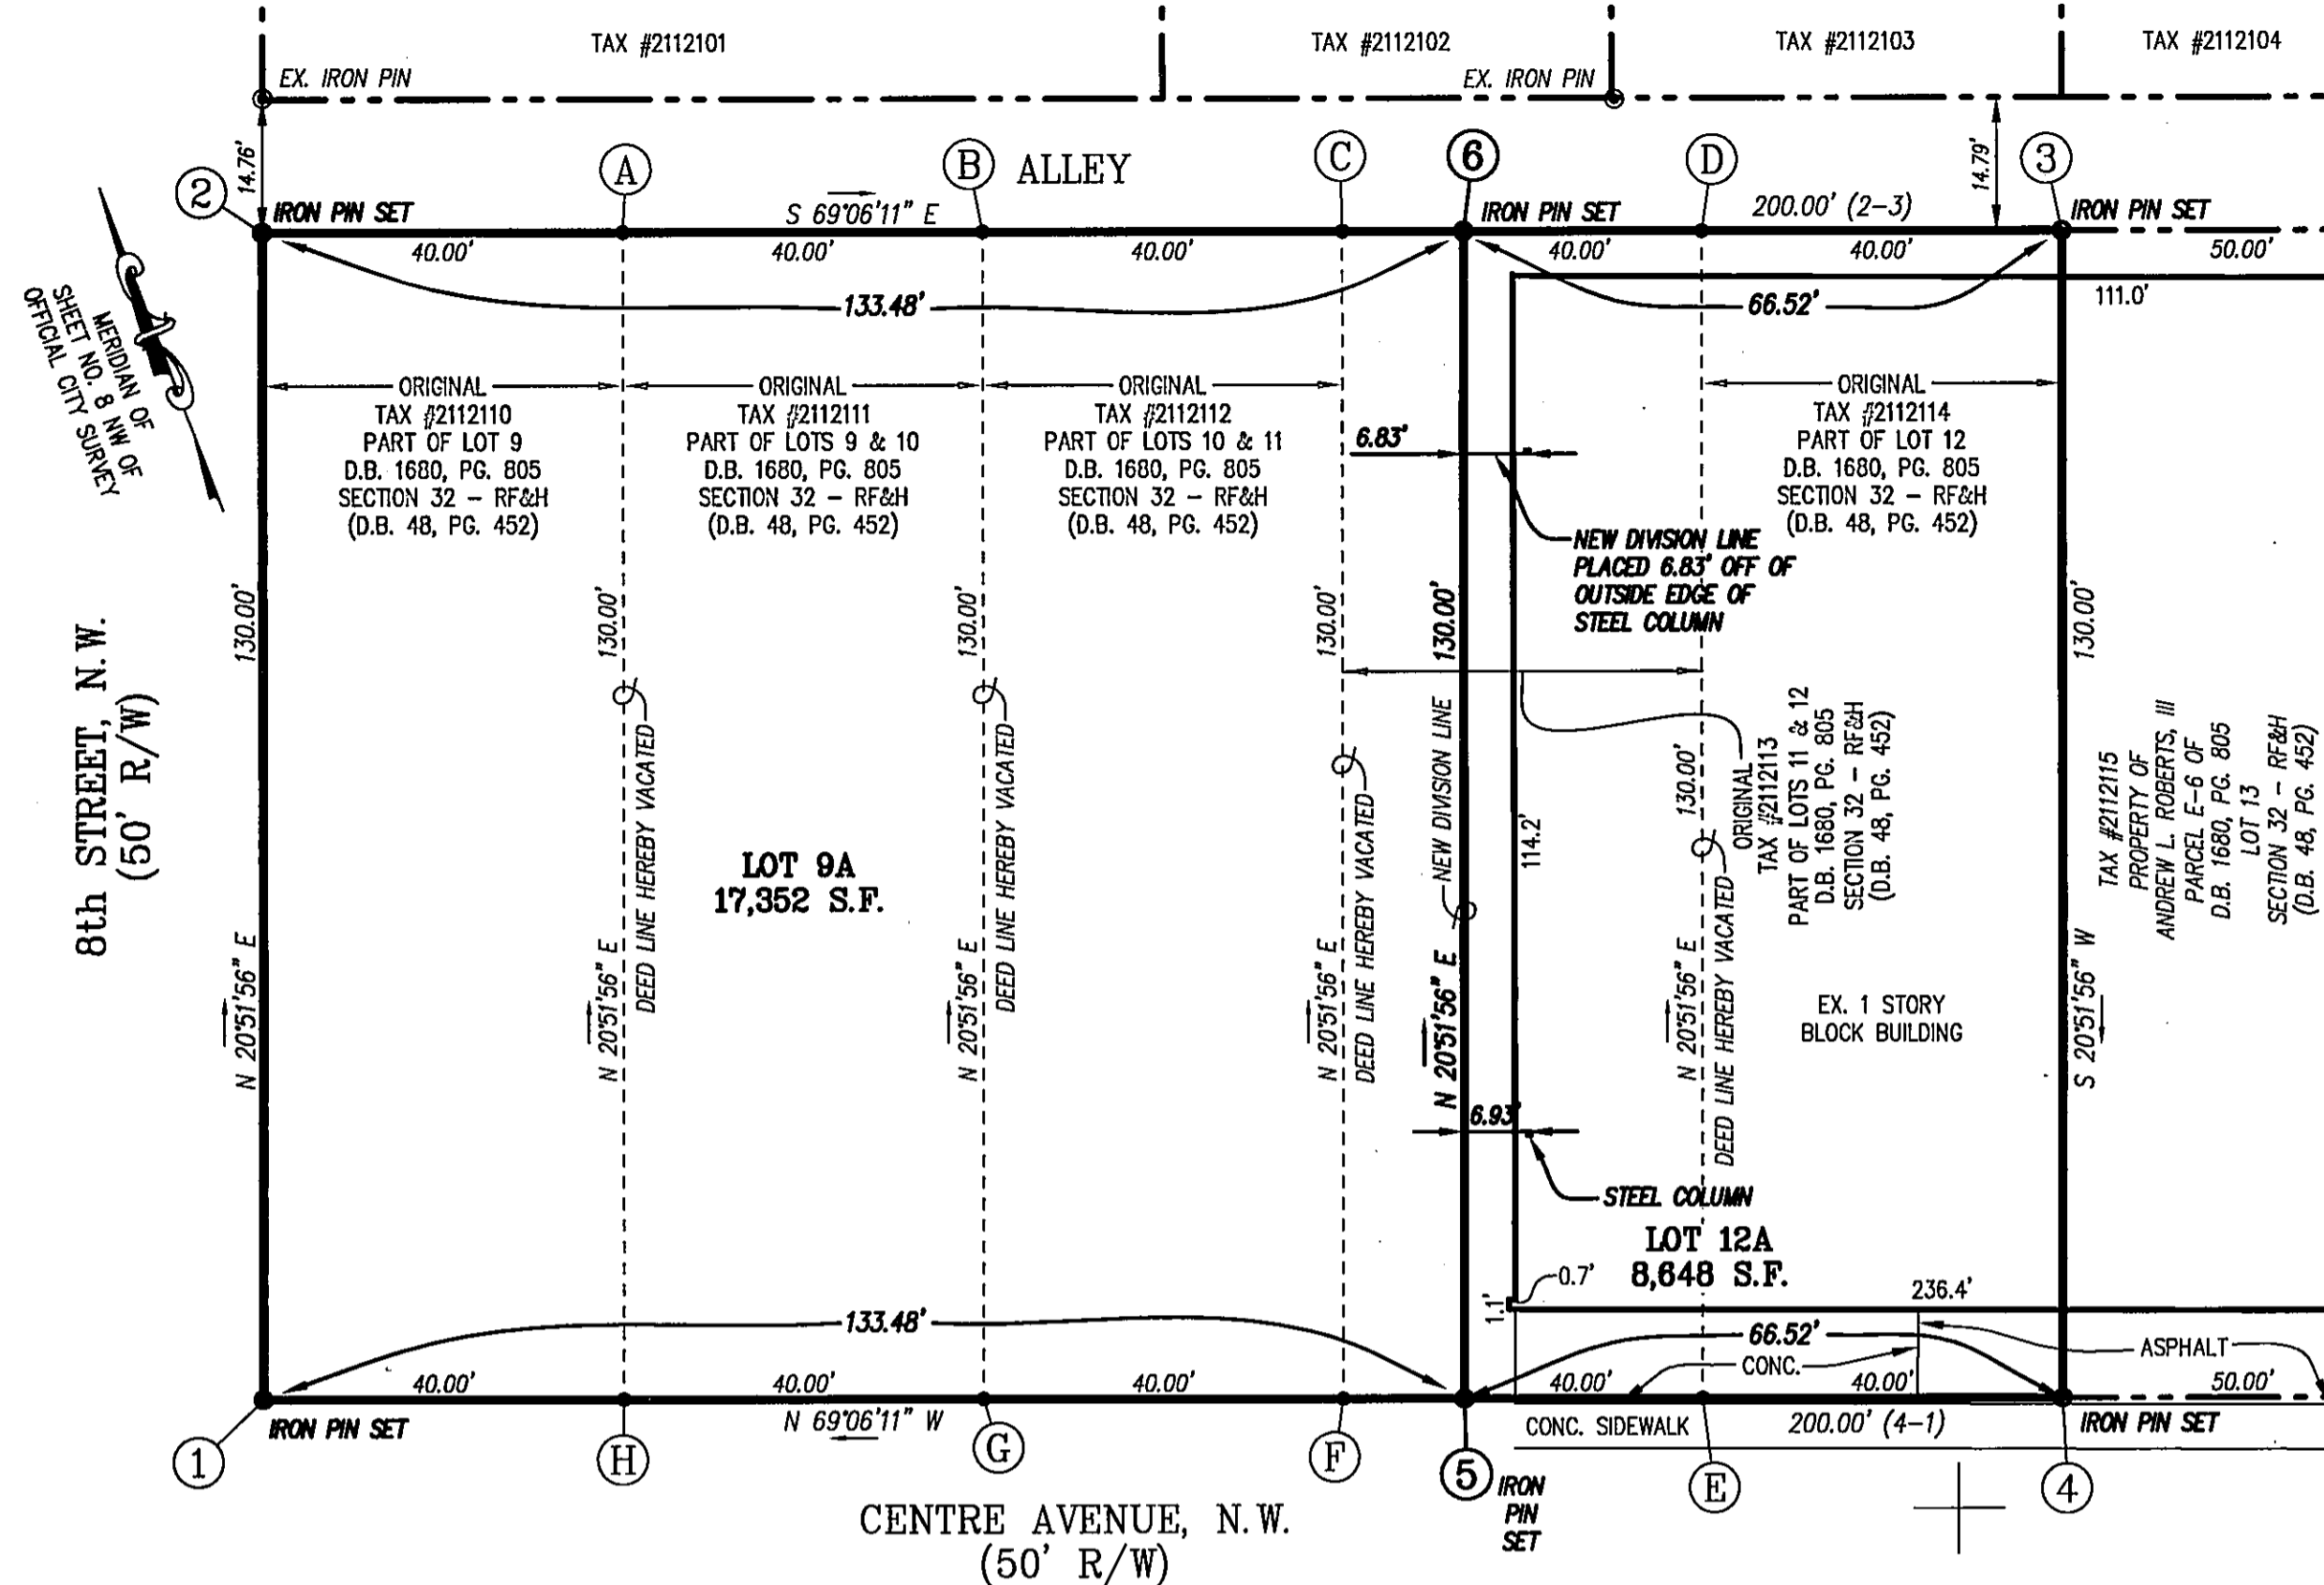 TAX #2112101
TAX #2112102
TAX #2112103
TAX #2112104
EX. IRON PIN
EX. IRON PIN
14.76'
14.79'
2
A
B
ALLEY
C
6
D
3
IRON PIN SET
S 69°06'11" E
IRON PIN SET
200.00' (2-3)
IRON PIN SET
40.00'
40.00'
40.00'
40.00'
40.00'
50.00'
133.48'
66.52'
111.0'
MERIDIAN OF
SHEET NO. 8 NW OF
OFFICIAL CITY SURVEY
ORIGINAL
TAX #2112110
PART OF LOT 9
D.B. 1680, PG. 805
SECTION 32 - RF&H
(D.B. 48, PG. 452)
ORIGINAL
TAX #2112111
PART OF LOTS 9 & 10
D.B. 1680, PG. 805
SECTION 32 - RF&H
(D.B. 48, PG. 452)
ORIGINAL
TAX #2112112
PART OF LOTS 10 & 11
D.B. 1680, PG. 805
SECTION 32 - RF&H
(D.B. 48, PG. 452)
6.83'
ORIGINAL
TAX #2112114
PART OF LOT 12
D.B. 1680, PG. 805
SECTION 32 - RF&H
(D.B. 48, PG. 452)
NEW DIVISION LINE
PLACED 6.83' OFF OF
OUTSIDE EDGE OF
STEEL COLUMN
8th STREET, N.W.
(50' R/W)
130.00'
N 20°51'56" E
130.00'
N 20°51'56" E
DEED LINE HEREBY VACATED
130.00'
N 20°51'56" E
DEED LINE HEREBY VACATED
130.00'
N 20°51'56" E
DEED LINE HEREBY VACATED
130.00'
N 20°51'56" E
NEW DIVISION LINE
114.2'
130.00'
N 20°51'56" E
DEED LINE HEREBY VACATED
ORIGINAL
TAX #2112113
PART OF LOTS 11 & 12
D.B. 1680, PG. 805
SECTION 32 - RF&H
(D.B. 48, PG. 452)
130.00'
S 20°51'56" W
TAX #2112115
PROPERTY OF
ANDREW L. ROBERTS, III
PARCEL E-6 OF
D.B. 1680, PG. 805
LOT 13
SECTION 32 - RF&H
(D.B. 48, PG. 452)
LOT 9A
17,352 S.F.
EX. 1 STORY
BLOCK BUILDING
6.93'
STEEL COLUMN
LOT 12A
8,648 S.F.
0.7'
1.1'
236.4'
133.48'
66.52'
ASPHALT
CONC.
40.00'
40.00'
40.00'
40.00'
40.00'
50.00'
IRON PIN SET
N 69°06'11" W
CONC. SIDEWALK
200.00' (4-1)
IRON PIN SET
1
H
G
F
5
IRON
PIN
SET
E
4
CENTRE AVENUE, N.W.
(50' R/W)